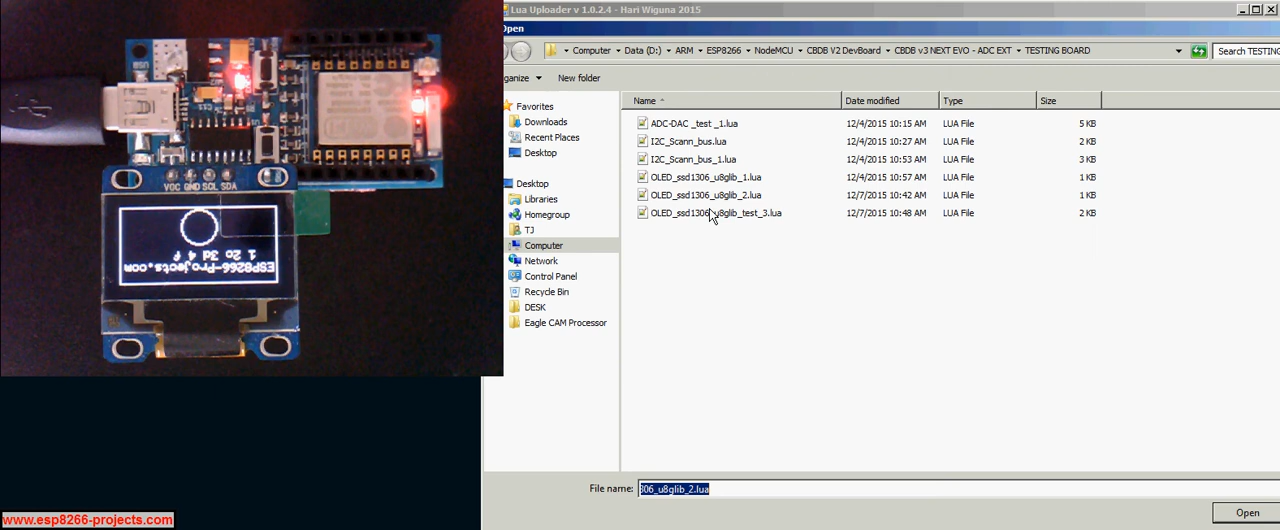 Lua Uploader v 1.0.2.4 - Hari Wiguna 2015
Open
Computer Data (D:) ARM ESP8266 NodeMCU CBDB V2 DevBoard CBDB v3 NEXT EVO - ADC EXT TESTING BOARD
Search TESTING
ganize New folder
Favorites
Downloads
Recent Places
Desktop
Desktop
Libraries
Homegroup
TJ
Computer
Network
Control Panel
Recycle Bin
DESK
Eagle CAM Processor
Name Date modified Type Size
ADC-DAC _test _1.lua 12/4/2015 10:15 AM LUA File 5 KB
I2C_Scann_bus.lua 12/4/2015 10:27 AM LUA File 2 KB
I2C_Scann_bus_1.lua 12/4/2015 10:53 AM LUA File 3 KB
OLED_ssd1306_u8glib_1.lua 12/4/2015 10:57 AM LUA File 1 KB
OLED_ssd1306_u8glib_2.lua 12/7/2015 10:42 AM LUA File 1 KB
OLED_ssd1306_u8glib_test_3.lua 12/7/2015 10:48 AM LUA File 2 KB
File name: 306_u8glib_2.lua
Open
VCC GND SCL SDA
ESP8266-Projects.com
www.esp8266-projects.com